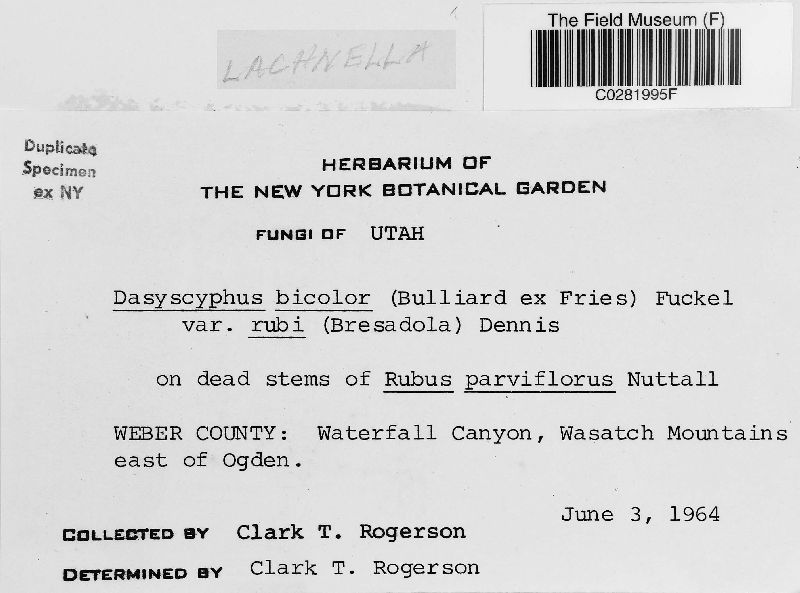 LACHNELLA
The Field Museum (F)
C0281995F
Duplicate
Specimen
ex NY
HERBARIUM OF
THE NEW YORK BOTANICAL GARDEN
FUNGI OF UTAH
Dasyscyphus bicolor (Bulliard ex Fries) Fuckel
var. rubi (Bresadola) Dennis
on dead stems of Rubus parviflorus Nuttall
WEBER COUNTY: Waterfall Canyon, Wasatch Mountains
east of Ogden.
June 3, 1964
COLLECTED BY Clark T. Rogerson
DETERMINED BY Clark T. Rogerson